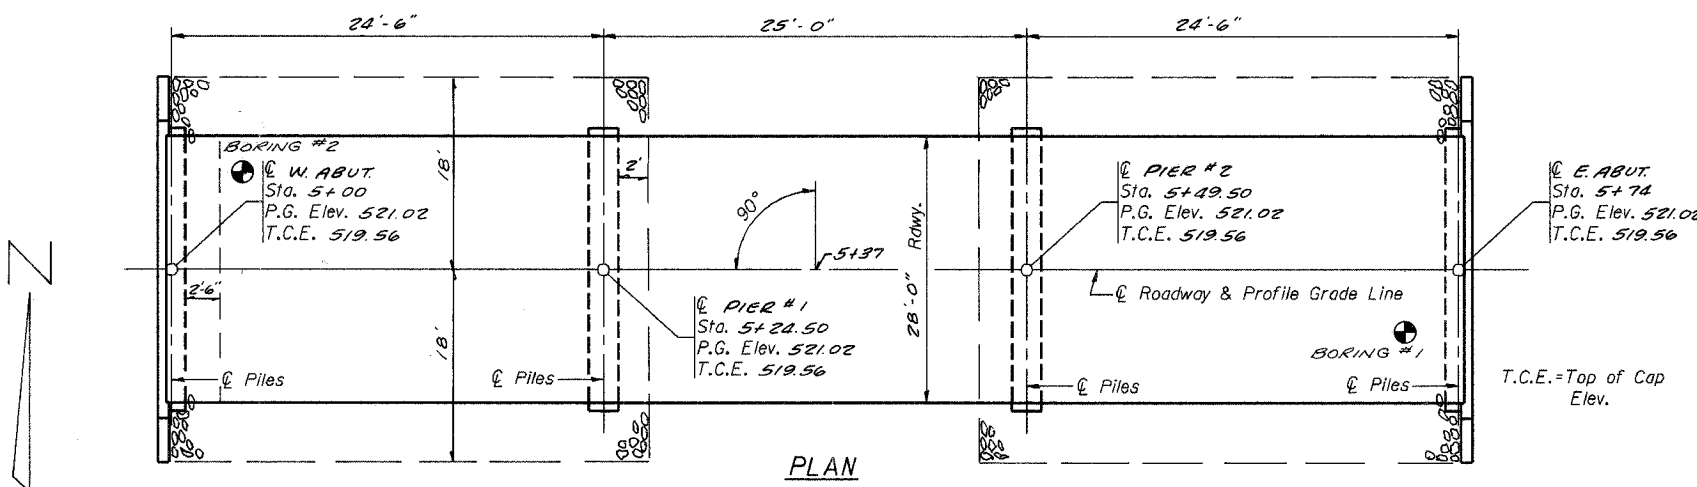 24'-6"
25'-0"
24'-6"
BORING #2
℄ W. ABUT.
Sta. 5+00
P.G. Elev. 521.02
T.C.E. 519.56
18'
2'
90°
5+37
28'-0" Rdwy.
℄ PIER #2
Sta. 5+49.50
P.G. Elev. 521.02
T.C.E. 519.56
℄ E. ABUT.
Sta. 5+74
P.G. Elev. 521.02
T.C.E. 519.56
N
2'-6"
℄ PIER #1
Sta. 5+24.50
P.G. Elev. 521.02
T.C.E. 519.56
℄ Roadway & Profile Grade Line
BORING #1
18'
℄ Piles
℄ Piles
℄ Piles
℄ Piles
T.C.E.=Top of Cap
Elev.
PLAN